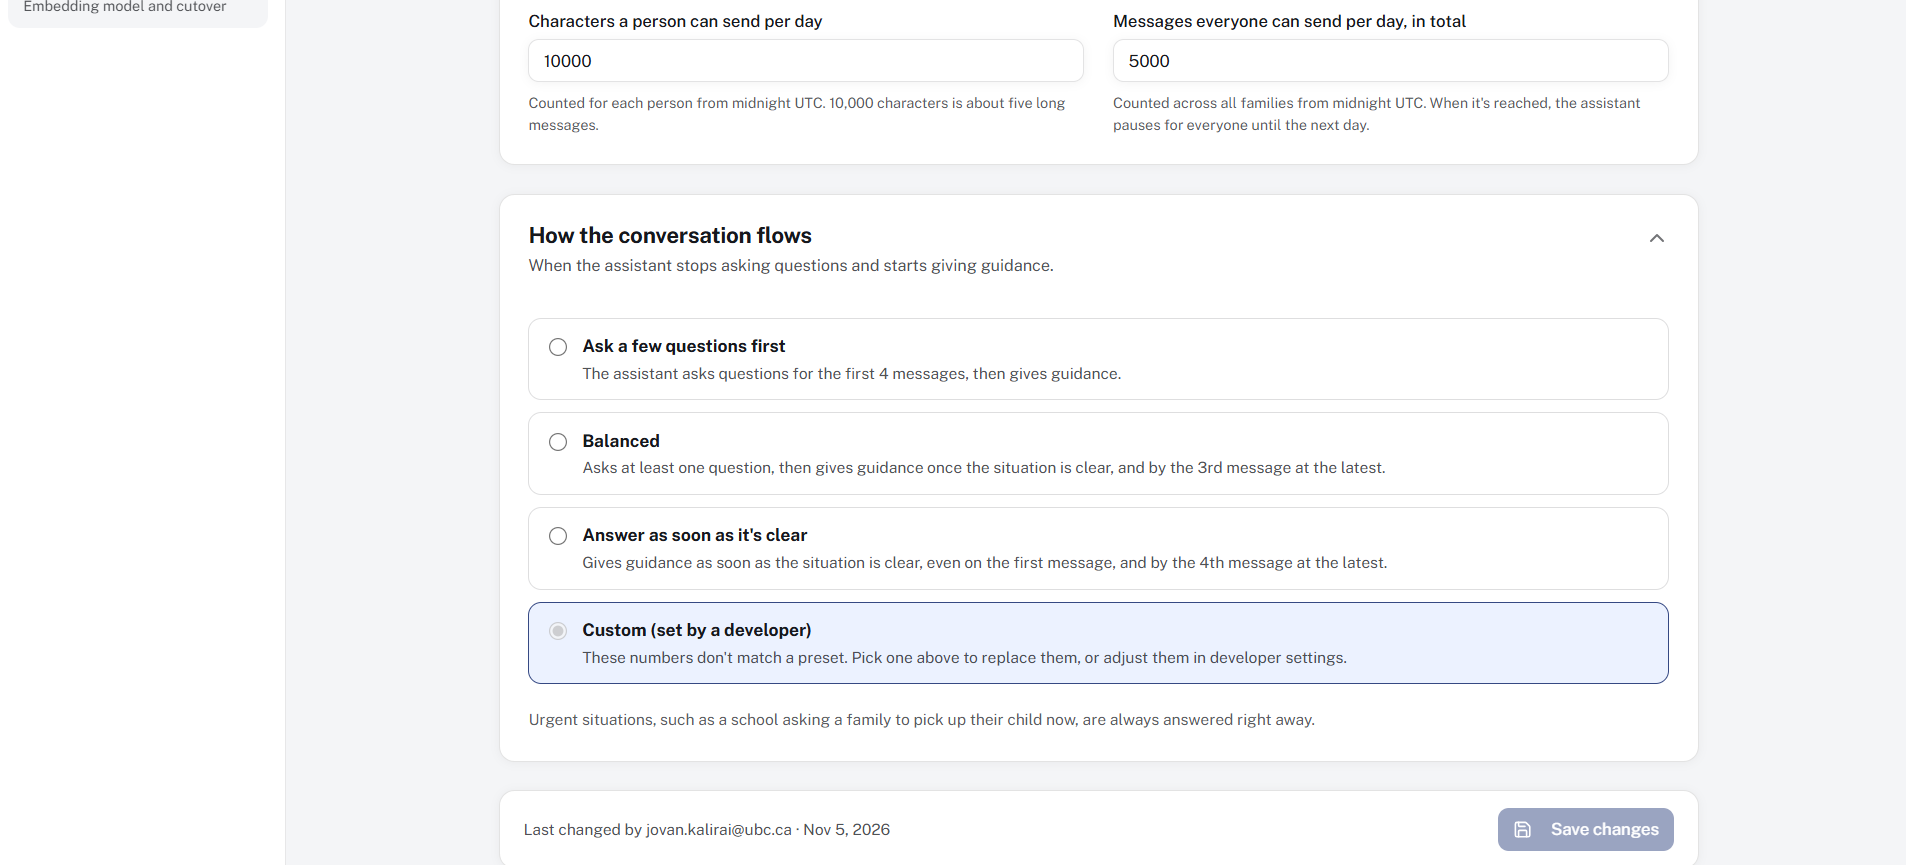 Embedding model and cutover
Characters a person can send per day
10000
Counted for each person from midnight UTC. 10,000 characters is about five long
messages.
Messages everyone can send per day, in total
5000
Counted across all families from midnight UTC. When it's reached, the assistant
pauses for everyone until the next day.
How the conversation flows
When the assistant stops asking questions and starts giving guidance.
Ask a few questions first
The assistant asks questions for the first 4 messages, then gives guidance.
Balanced
Asks at least one question, then gives guidance once the situation is clear, and by the 3rd message at the latest.
Answer as soon as it's clear
Gives guidance as soon as the situation is clear, even on the first message, and by the 4th message at the latest.
Custom (set by a developer)
These numbers don't match a preset. Pick one above to replace them, or adjust them in developer settings.
Urgent situations, such as a school asking a family to pick up their child now, are always answered right away.
Last changed by jovan.kalirai@ubc.ca · Nov 5, 2026
Save changes